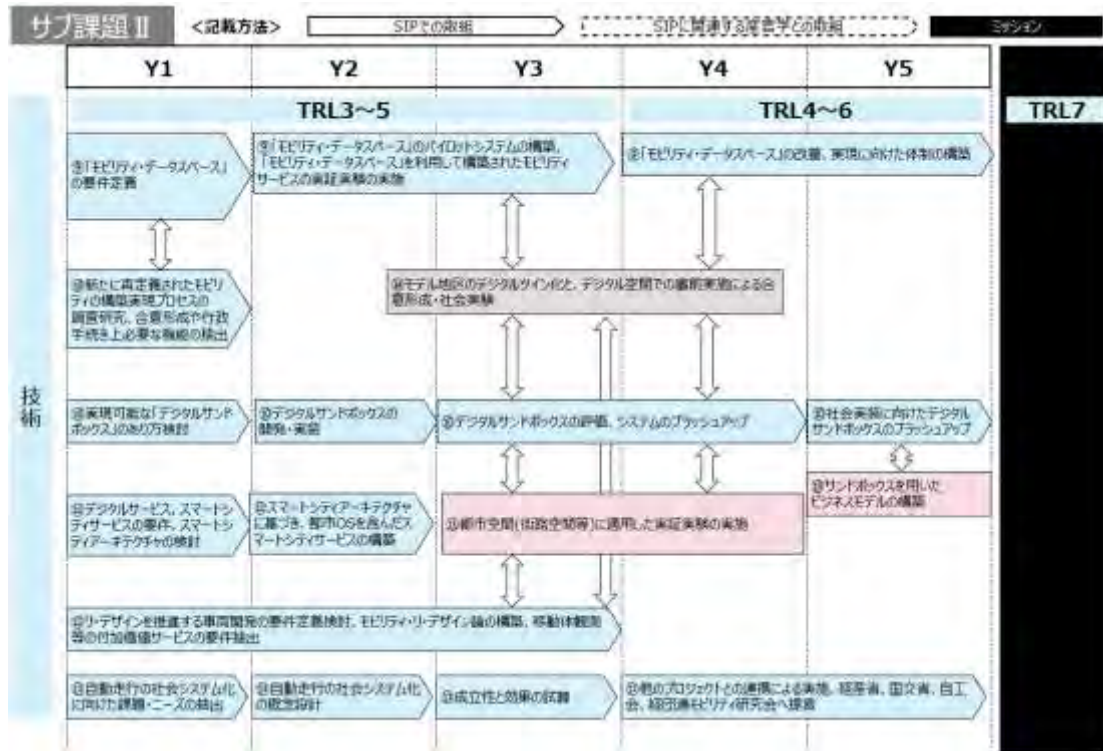 サブ課題Ⅱ
<記載方法>
SIPでの取組
SIPに関連する産官学との取組
ミッション
Y1
Y2
Y3
Y4
Y5
TRL3～5
TRL4～6
TRL7
技術
「モビリティ・データスペース」
の要件定義
「モビリティ・データスペース」のパイロットシステムの構築、
「モビリティ・データスペース」を利用して構築されたモビリティ
サービスの実証実験の実施
「モビリティ・データスペース」の改善、実現に向けた体制の構築
新たに再定義されたモビリ
ティの構築実現プロセスの
調査研究、合意形成や行政
手続き上必要な機能の検出
モデル地区のデジタルツイン化と、デジタル空間での事前実施による合
意形成・社会実験
実現可能な「デジタルサンド
ボックス」のあり方検討
デジタルサンドボックスの
開発・実装
デジタルサンドボックスの評価、システムのブラッシュアップ
社会実装に向けたデジタル
サンドボックスのブラッシュアップ
サンドボックスを用いた
ビジネスモデルの構築
デジタルサービス、スマートシ
ティサービスの要件、スマートシ
ティアーキテクチャの検討
スマートシティアーキテクチャ
に基づき、都市OSを含んだス
マートシティサービスの構築
都市空間(街路空間等)に適用した実証実験の実施
リ・デザインを推進する車両開発の要件定義検討、モビリティ・リ・デザイン論の構築、移動体観測
等の付加価値サービスの要件抽出
自動走行の社会システム化
に向けた課題・ニーズの抽出
自動走行の社会システム化
の概念設計
成立性と効果の試算
他のプロジェクトとの連携による実施、経産省、国交省、自工
会、経団連モビリティ研究会へ提言